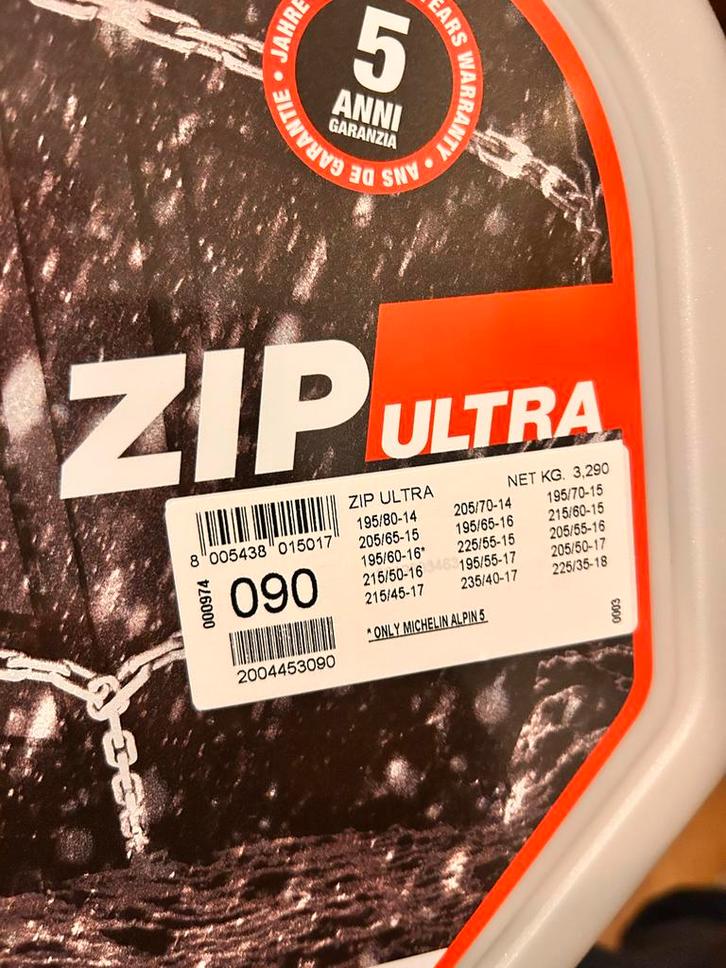 JAHRE
YEARS WARRANTY • ANS DE GARANTIE •
5
ANNI
GARANZIA
ZIP
ULTRA
ZIP ULTRA NET KG. 3,290
195/80-14 205/70-14 195/70-15
205/65-15 195/65-16 215/60-15
195/60-16* 225/55-15 205/55-16
215/50-16 195/55-17 205/50-17
215/45-17 235/40-17 225/35-18
* ONLY MICHELIN ALPIN 5
8 005438 015017
000974
090
2004453090
0003